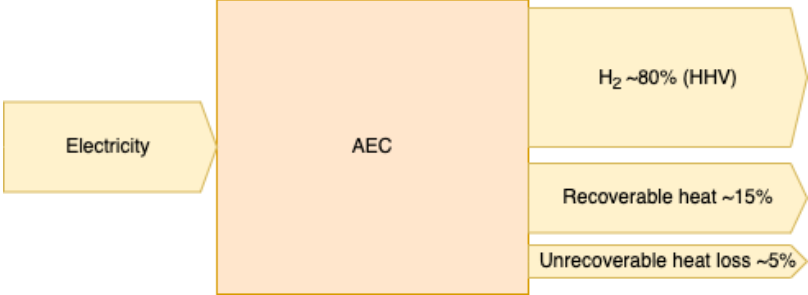 Electricity
AEC
H₂ ~80% (HHV)
Recoverable heat ~15%
Unrecoverable heat loss ~5%